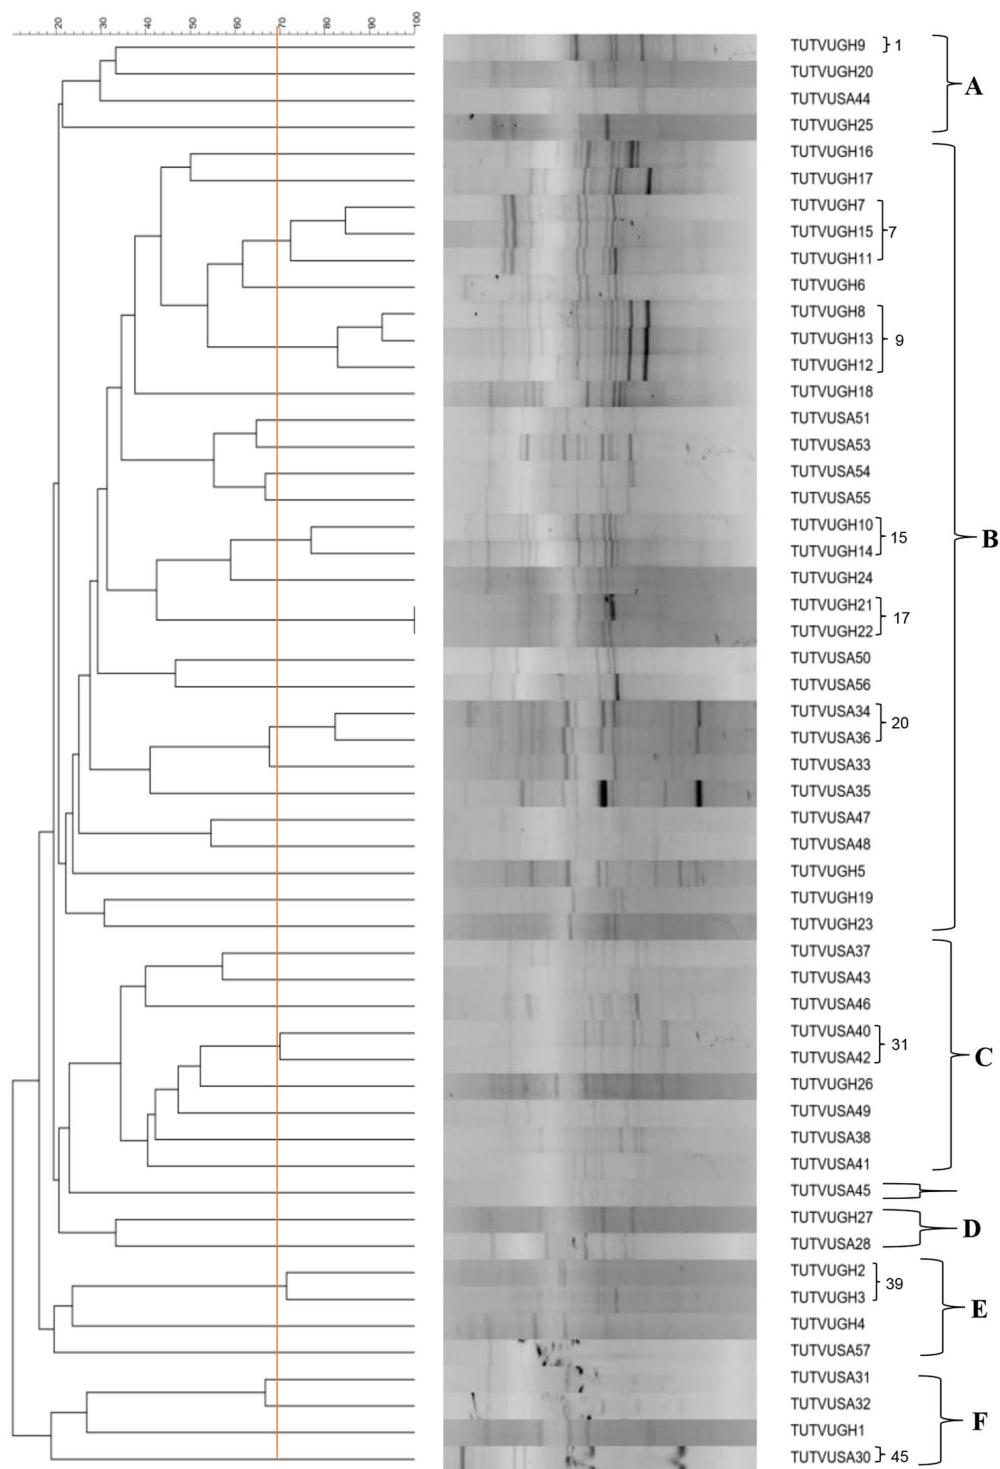 20 30 40 50 60 70 80 90 100
TUTVUGH9 1
TUTVUGH20
A
TUTVUSA44
TUTVUGH25
TUTVUGH16
TUTVUGH17
TUTVUGH7
TUTVUGH15 7
TUTVUGH11
TUTVUGH6
TUTVUGH8
TUTVUGH13 9
TUTVUGH12
TUTVUGH18
TUTVUSA51
TUTVUSA53
TUTVUSA54
TUTVUSA55
TUTVUGH10
15 B
TUTVUGH14
TUTVUGH24
TUTVUGH21
17
TUTVUGH22
TUTVUSA50
TUTVUSA56
TUTVUSA34
20
TUTVUSA36
TUTVUSA33
TUTVUSA35
TUTVUSA47
TUTVUSA48
TUTVUGH5
TUTVUGH19
TUTVUGH23
TUTVUSA37
TUTVUSA43
TUTVUSA46
TUTVUSA40
31 C
TUTVUSA42
TUTVUGH26
TUTVUSA49
TUTVUSA38
TUTVUSA41
TUTVUSA45
TUTVUGH27
D
TUTVUSA28
TUTVUGH2
39
TUTVUGH3
E
TUTVUGH4
TUTVUSA57
TUTVUSA31
TUTVUSA32
F
TUTVUGH1
TUTVUSA30 45